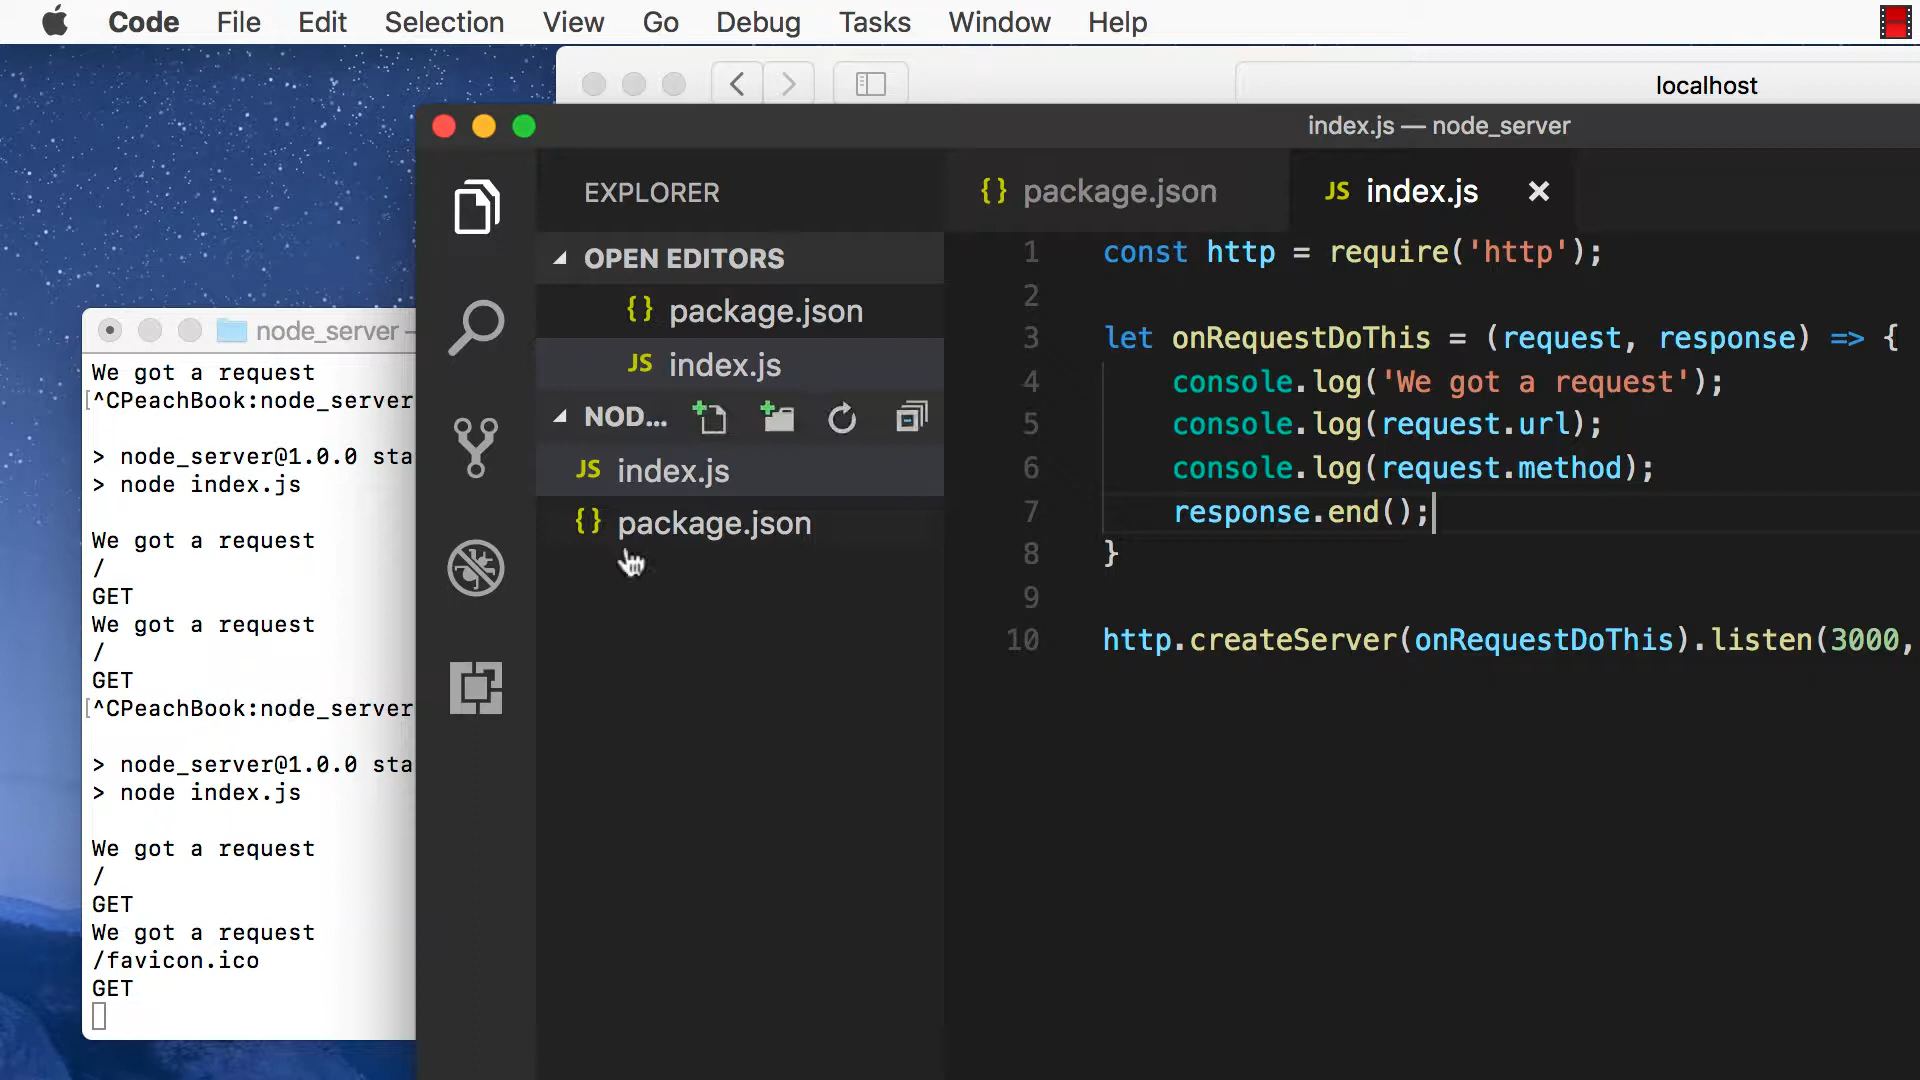 Code File Edit Selection View Go Debug Tasks Window Help
localhost
index.js — node_server
EXPLORER
OPEN EDITORS
{} package.json
JS index.js
NOD...
JS index.js
{} package.json
{} package.json
JS index.js
1 const http = require('http');
2
3 let onRequestDoThis = (request, response) => {
4 console.log('We got a request');
5 console.log(request.url);
6 console.log(request.method);
7 response.end();
8 }
9
10 http.createServer(onRequestDoThis).listen(3000,
node_server —
We got a request
[^CPeachBook:node_server
> node_server@1.0.0 sta
> node index.js
We got a request
/
GET
We got a request
/
GET
[^CPeachBook:node_server
> node_server@1.0.0 sta
> node index.js
We got a request
/
GET
We got a request
/favicon.ico
GET